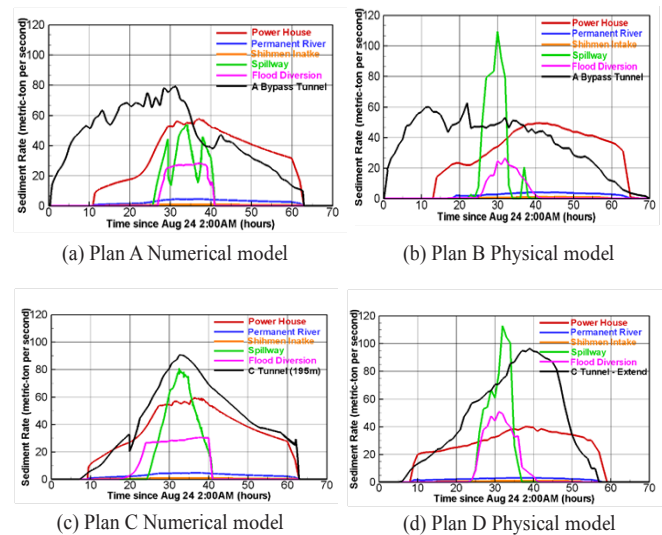 Sediment Rate (metric-ton per second)
120
100
80
60
40
20
0
Power House
Permanent River
Shihmen Inatke
Spillway
Flood Diversion
A Bypass Tunnel
0 10 20 30 40 50 60 70
Time since Aug 24 2:00AM (hours)
(a) Plan A Numerical model
Sediment Rate (metric-ton per second)
120
100
80
60
40
20
0
Power House
Permanent River
Shihmen Intake
Spillway
Flood Diversion
A Bypass Tunnel
0 10 20 30 40 50 60 70
Time since Aug 24 2:00AM (hours)
(b) Plan B Physical model
Sediment Rate (metric-ton per second)
120
100
80
60
40
20
0
Power House
Permanent River
Shihmen Intake
Spillway
Flood Diversion
C Tunnel (195m)
0 10 20 30 40 50 60 70
Time since Aug 24 2:00AM (hours)
(c) Plan C Numerical model
Sediment Rate (metric-ton per second)
120
100
80
60
40
20
0
Power House
Permanent River
Shihmen Inatke
Spillway
Flood Diversion
C Tunnel - Extend
0 10 20 30 40 50 60 70
Time since Aug 24 2:00AM (hours)
(d) Plan D Physical model